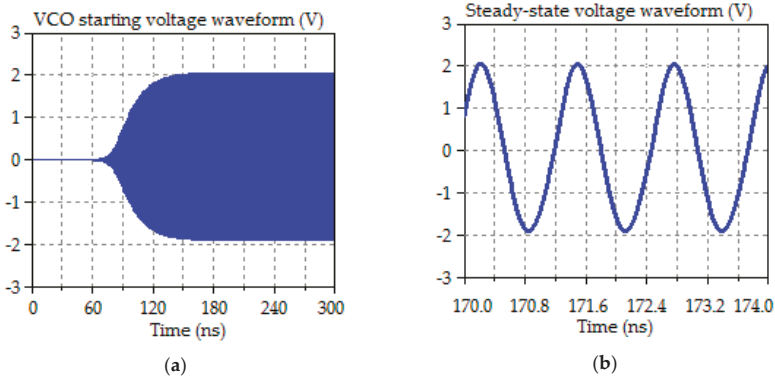 VCO starting voltage waveform (V)
3
2
1
0
-1
-2
-3
0 60 120 180 240 300
Time (ns)
(a)
Steady-state voltage waveform (V)
3
2
1
0
-1
-2
-3
170.0 170.8 171.6 172.4 173.2 174.0
Time (ns)
(b)